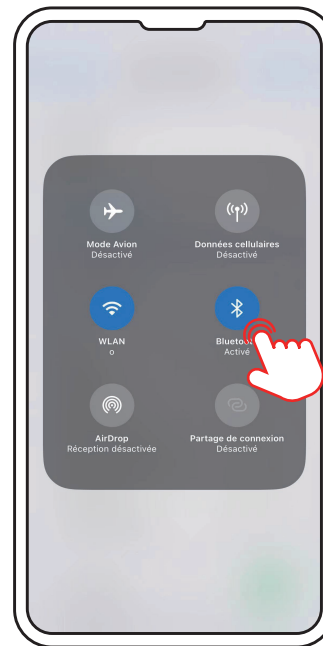 Mode Avion
Désactivé
Données cellulaires
Désactivé
WLAN
o
Activé
AirDrop
Réception désactivée
Partage de connexion
Désactivé